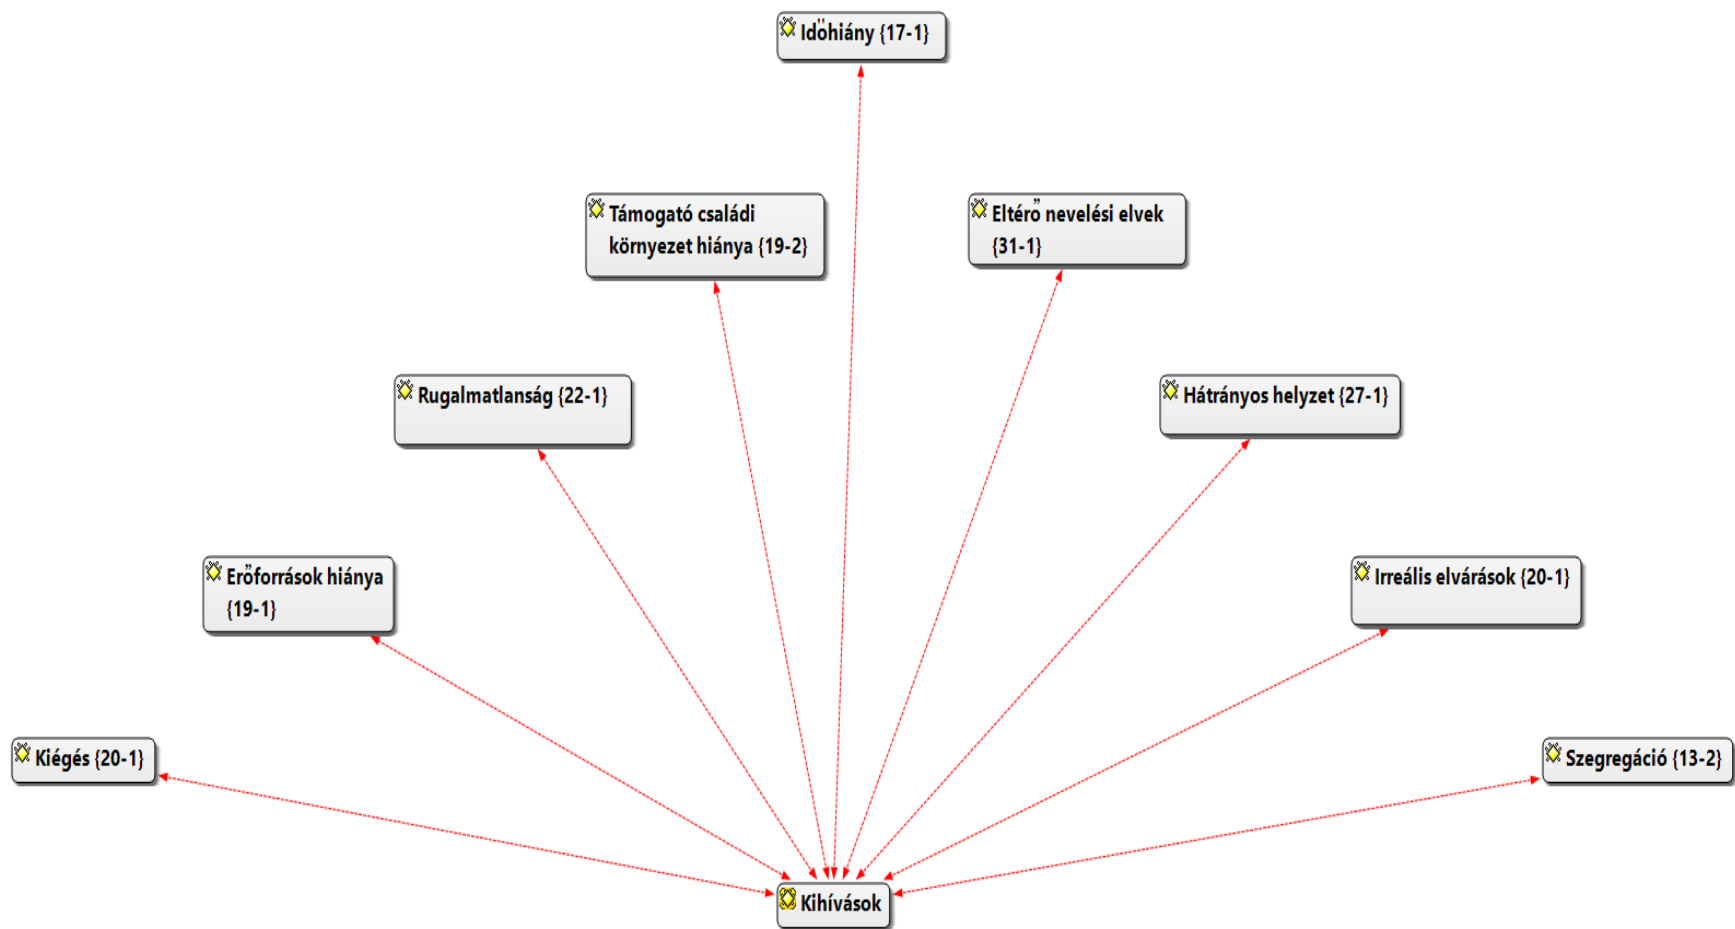 Időhiány {17-1}
Támogató családi
környezet hiánya {19-2}
Eltérő nevelési elvek
{31-1}
Rugalmatlanság {22-1}
Hátrányos helyzet {27-1}
Erőforrások hiánya
{19-1}
Irreális elvárások {20-1}
Kiégés {20-1}
Szegregáció {13-2}
Kihívások